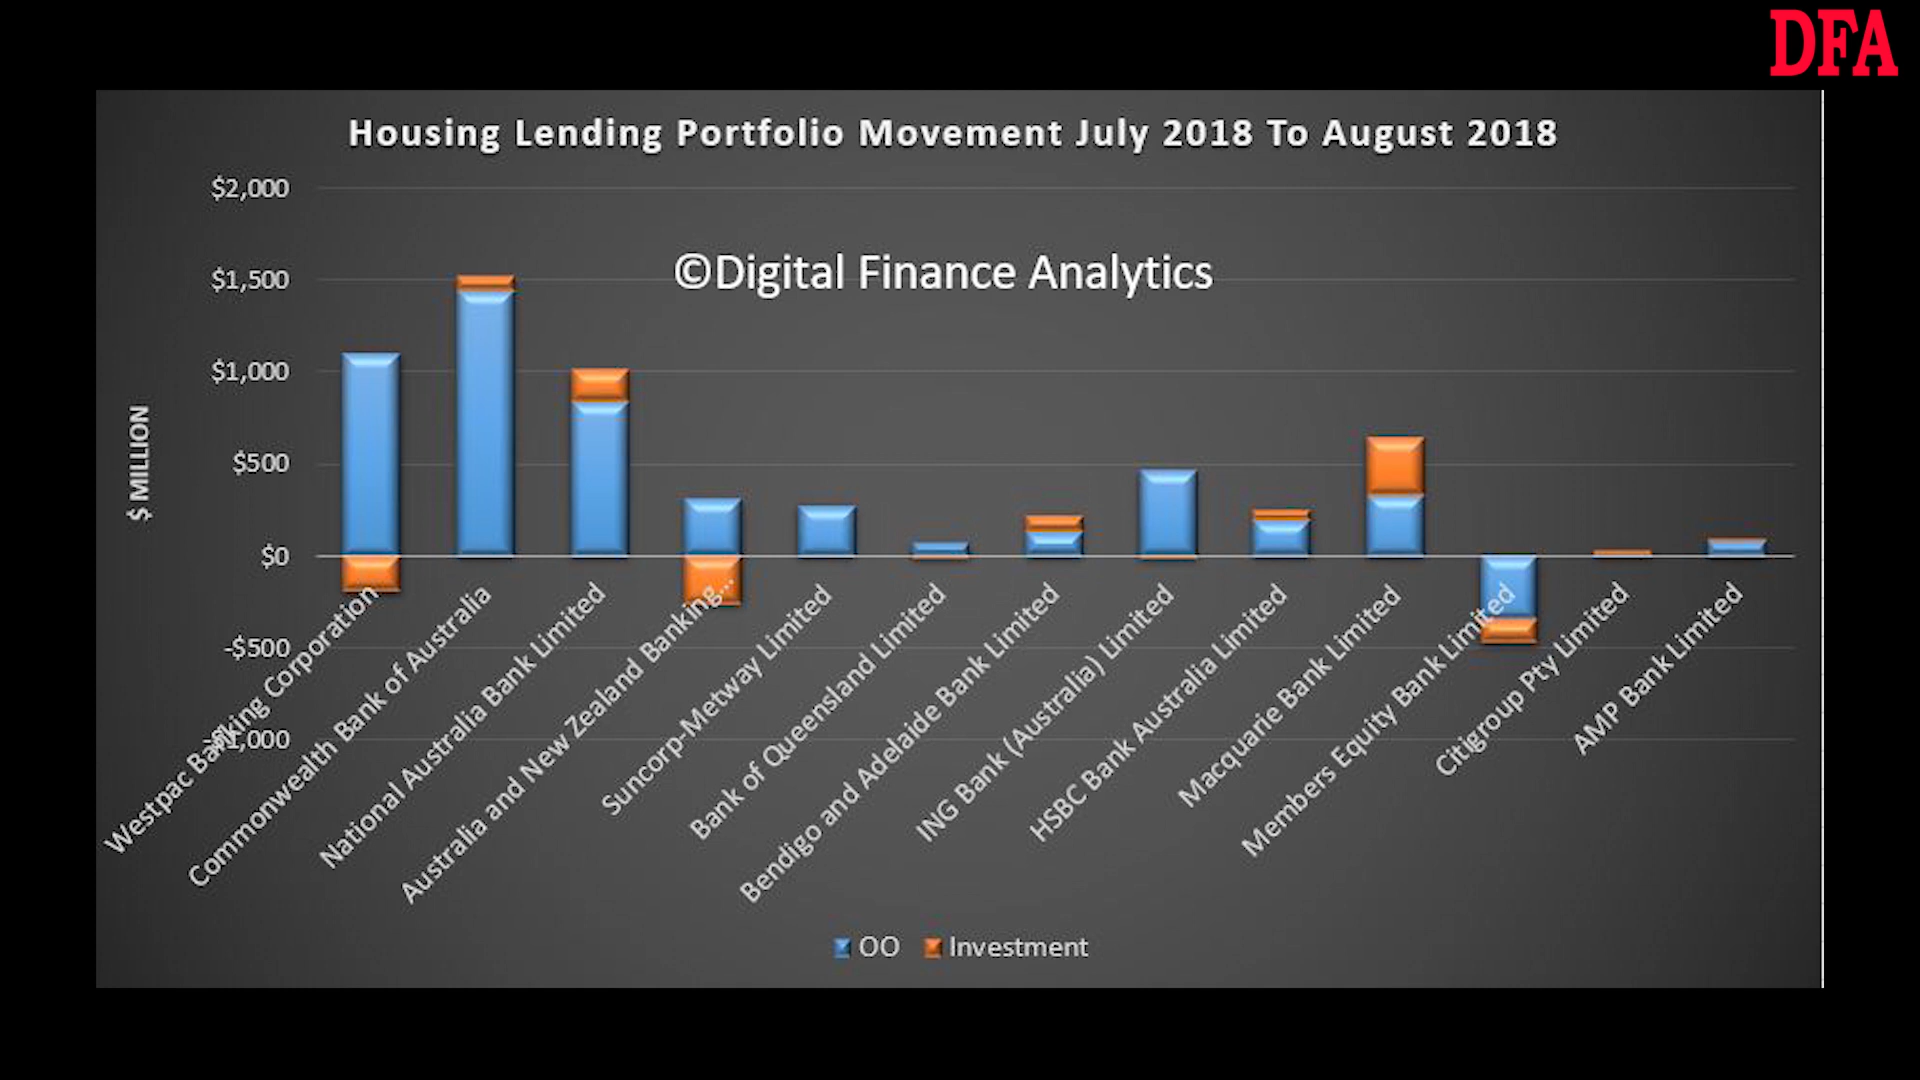 DFA
Housing Lending Portfolio Movement July 2018 To August 2018
©Digital Finance Analytics
$ MILLION
$2,000
$1,500
$1,000
$500
$0
-$500
-$1,000
Westpac Banking Corporation
Commonwealth Bank of Australia
National Australia Bank Limited
Australia and New Zealand Banking...
Suncorp-Metway Limited
Bank of Queensland Limited
Bendigo and Adelaide Bank Limited
ING Bank (Australia) Limited
HSBC Bank Australia Limited
Macquarie Bank Limited
Members Equity Bank Limited
Citigroup Pty Limited
AMP Bank Limited
OO
Investment